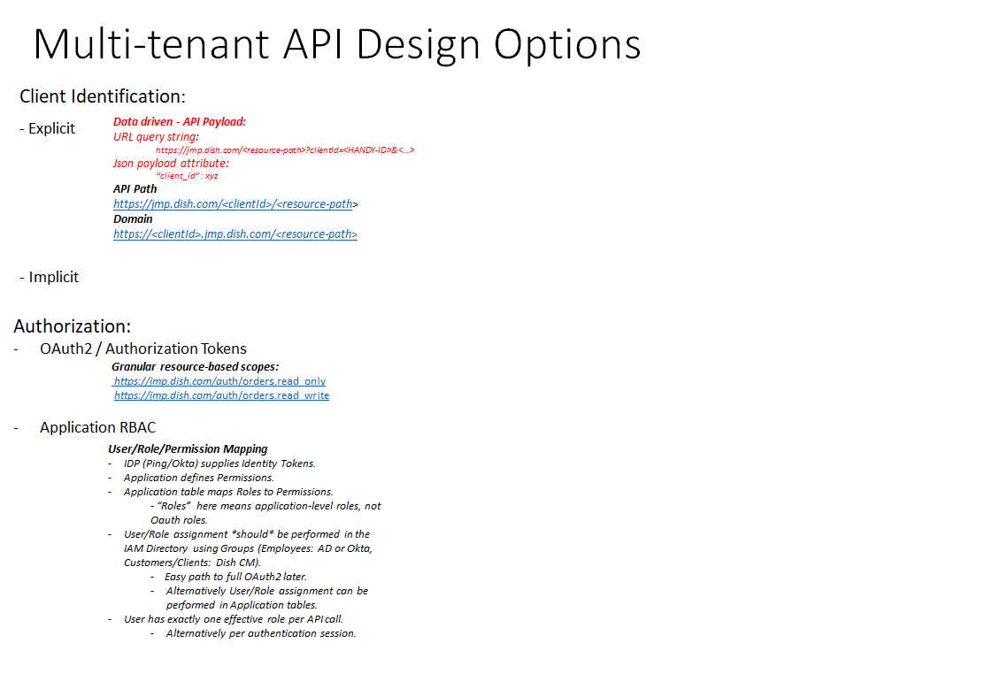 Multi-tenant API Design Options
Client Identification:
- Explicit
Data driven - API Payload:
URL query string:
https://jmp.dish.com/<resource-path>?clientId=<HANDY-ID>&<...>
Json payload attribute:
"client_id" : xyz
API Path
https://jmp.dish.com/<clientId>/<resource-path>
Domain
https://<clientId>.jmp.dish.com/<resource-path>
- Implicit
Authorization:
- OAuth2 / Authorization Tokens
Granular resource-based scopes:
https://jmp.dish.com/auth/orders.read_only
https://jmp.dish.com/auth/orders.read_write
- Application RBAC
User/Role/Permission Mapping
- IDP (Ping/Okta) supplies Identity Tokens.
- Application defines Permissions.
- Application table maps Roles to Permissions.
- “Roles” here means application-level roles, not
Oauth roles.
- User/Role assignment *should* be performed in the
IAM Directory using Groups (Employees: AD or Okta,
Customers/Clients: Dish CM).
- Easy path to full OAuth2 later.
- Alternatively User/Role assignment can be
performed in Application tables.
- User has exactly one effective role per API call.
- Alternatively per authentication session.